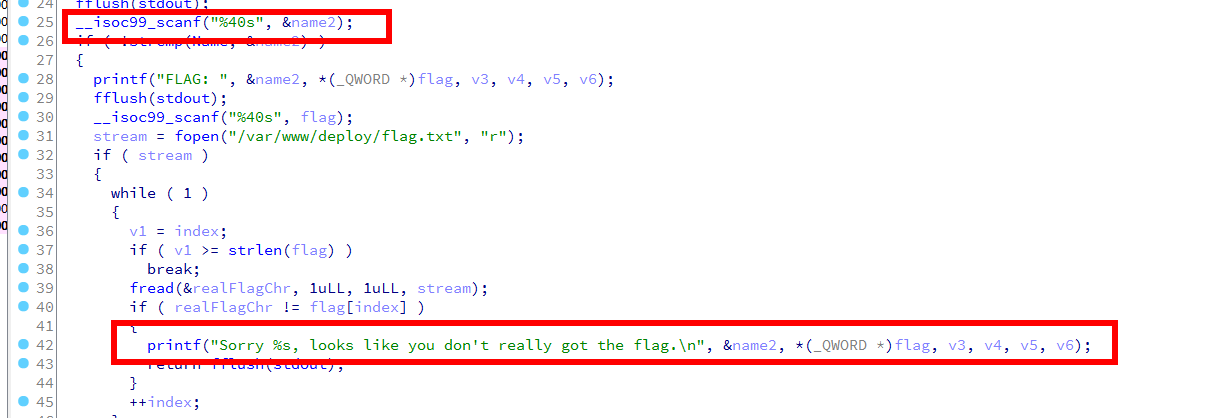 24 fflush(stdout);
25 __isoc99_scanf("%40s", &name2);
26 if ( !strcmp(Name, &name2) )
27 {
28 printf("FLAG: ", &name2, *(_QWORD *)flag, v3, v4, v5, v6);
29 fflush(stdout);
30 __isoc99_scanf("%40s", flag);
31 stream = fopen("/var/www/deploy/flag.txt", "r");
32 if ( stream )
33 {
34 while ( 1 )
35 {
36 v1 = index;
37 if ( v1 >= strlen(flag) )
38 break;
39 fread(&realFlagChr, 1uLL, 1uLL, stream);
40 if ( realFlagChr != flag[index] )
41 {
42 printf("Sorry %s, looks like you don't really got the flag.\n", &name2, *(_QWORD *)flag, v3, v4, v5, v6);
43 return fflush(stdout);
44 }
45 ++index;